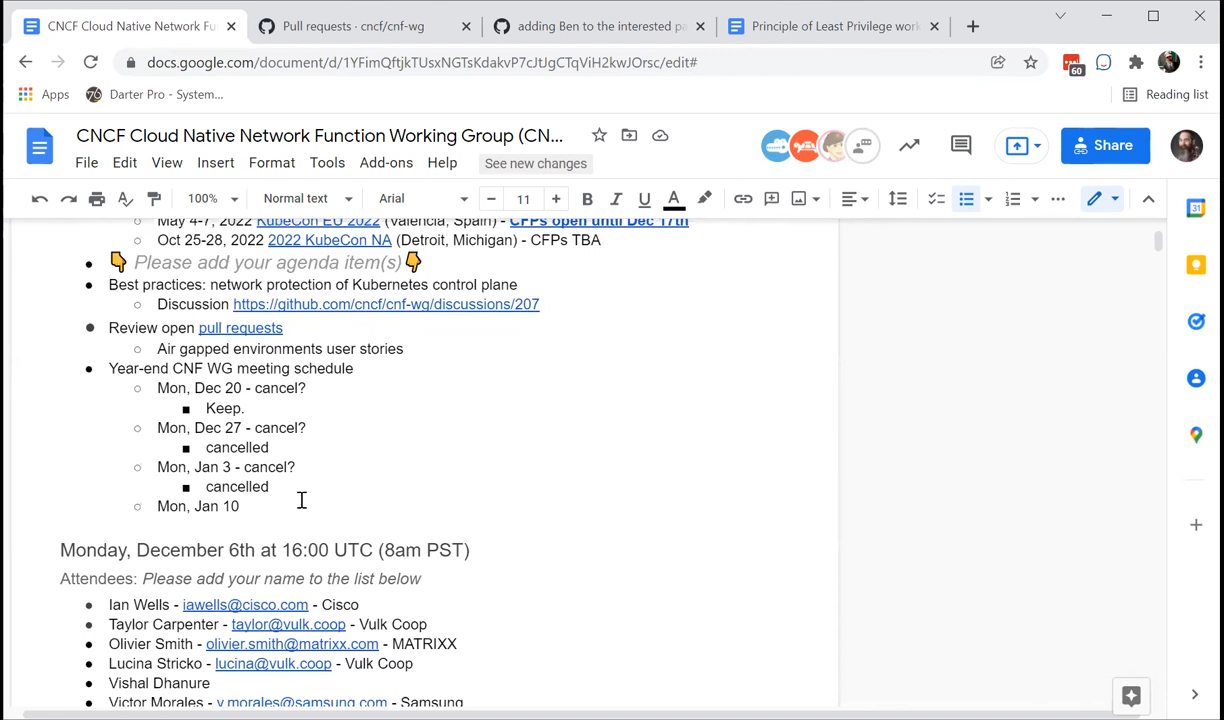 CNCF Cloud Native Network Fu
Pull requests · cncf/cnf-wg
adding Ben to the interested pa
Principle of Least Privilege work
docs.google.com/document/d/1YFimQftjkTUsxNGTsKdakvP7cJtJgCTqViH2kwJOrsc/edit#
60
Apps
Darter Pro - System...
Reading list
CNCF Cloud Native Network Function Working Group (CN...
File Edit View Insert Format Tools Add-ons Help See new changes
Share
100% Normal text Arial 11 B I U A
31
May 4-7, 2022 KubeCon EU 2022 (Valencia, Spain) - CFPs open until Dec 17th
Oct 25-28, 2022 2022 KubeCon NA (Detroit, Michigan) - CFPs TBA
Please add your agenda item(s)
Best practices: network protection of Kubernetes control plane
Discussion https://github.com/cncf/cnf-wg/discussions/207
Review open pull requests
Air gapped environments user stories
Year-end CNF WG meeting schedule
Mon, Dec 20 - cancel?
Keep.
Mon, Dec 27 - cancel?
cancelled
Mon, Jan 3 - cancel?
cancelled
Mon, Jan 10
Monday, December 6th at 16:00 UTC (8am PST)
Attendees: Please add your name to the list below
Ian Wells - iawells@cisco.com - Cisco
Taylor Carpenter - taylor@vulk.coop - Vulk Coop
Olivier Smith - olivier.smith@matrixx.com - MATRIXX
Lucina Stricko - lucina@vulk.coop - Vulk Coop
Vishal Dhanure
Victor Morales - v.morales@samsung.com - Samsung